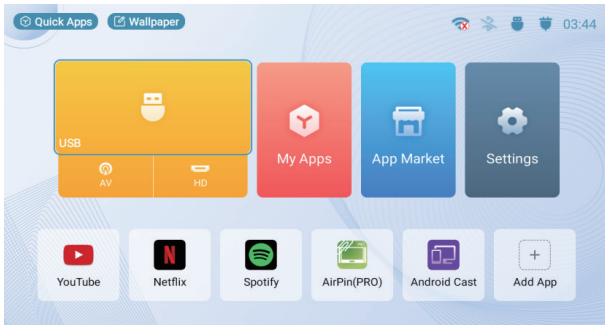 Quick Apps
Wallpaper
03:44
USB
AV
HD
My Apps
App Market
Settings
N
YouTube
Netflix
Spotify
AirPin(PRO)
Android Cast
Add App